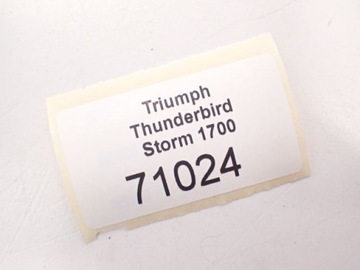 Triumph
Thunderbird
Storm 1700
71024